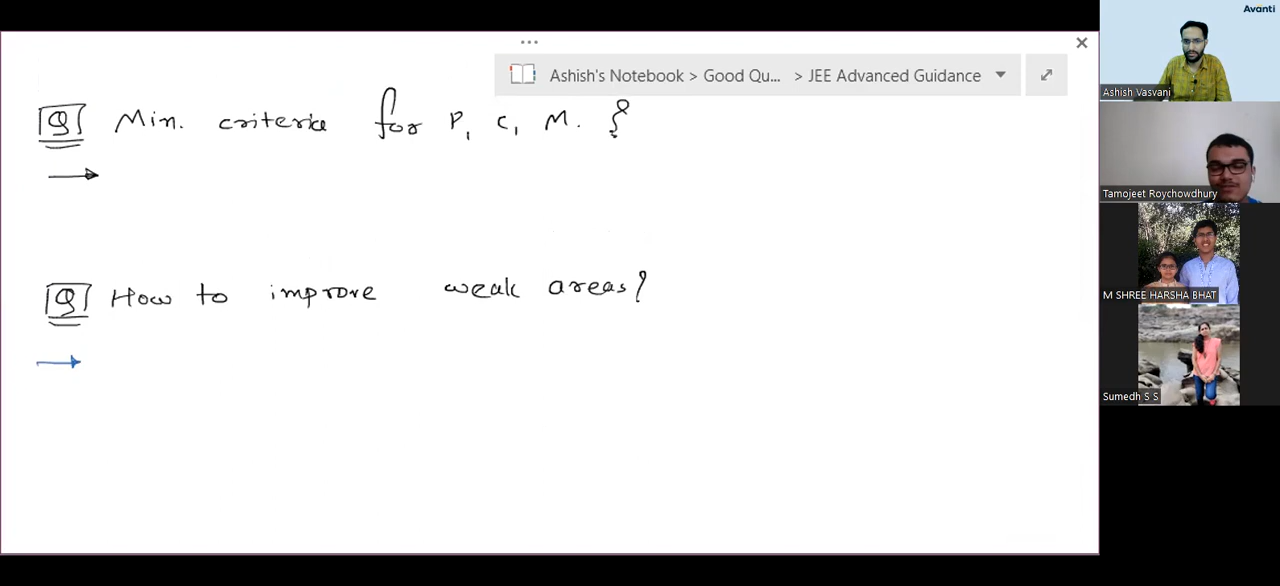 Avanti
Ashish's Notebook > Good Qu... > JEE Advanced Guidance
Ashish Vasvani
Q Min. criteria for P, C, M. ?
Tamojeet Roychowdhury
Q How to improve weak areas?
M SHREE HARSHA BHAT
Sumedh S S